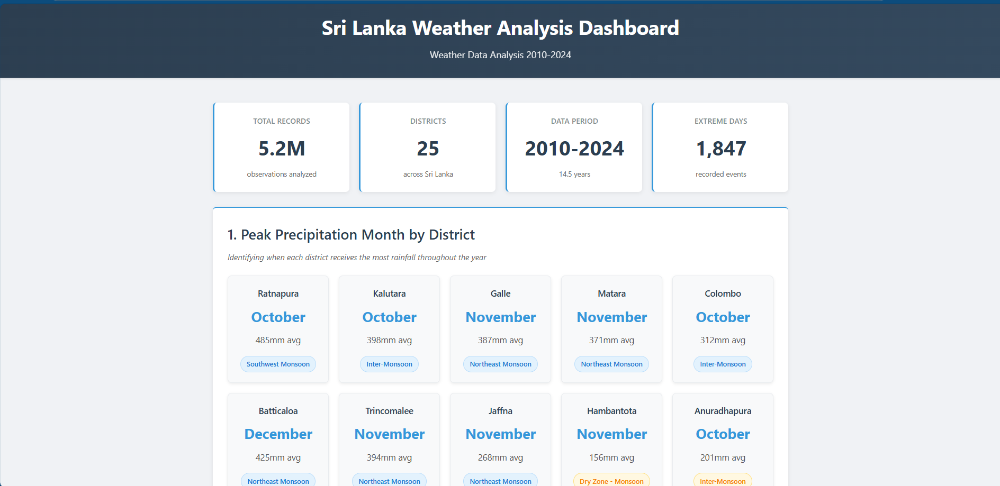 Sri Lanka Weather Analysis Dashboard
Weather Data Analysis 2010-2024
TOTAL RECORDS
5.2M
observations analyzed
DISTRICTS
25
across Sri Lanka
DATA PERIOD
2010-2024
14.5 years
EXTREME DAYS
1,847
recorded events
1. Peak Precipitation Month by District
Identifying when each district receives the most rainfall throughout the year
Ratnapura
October
485mm avg
Southwest Monsoon
Kalutara
October
398mm avg
Inter-Monsoon
Galle
November
387mm avg
Northeast Monsoon
Matara
November
371mm avg
Northeast Monsoon
Colombo
October
312mm avg
Inter-Monsoon
Batticaloa
December
425mm avg
Northeast Monsoon
Trincomalee
November
394mm avg
Northeast Monsoon
Jaffna
November
268mm avg
Northeast Monsoon
Hambantota
November
156mm avg
Dry Zone - Monsoon
Anuradhapura
October
201mm avg
Inter-Monsoon